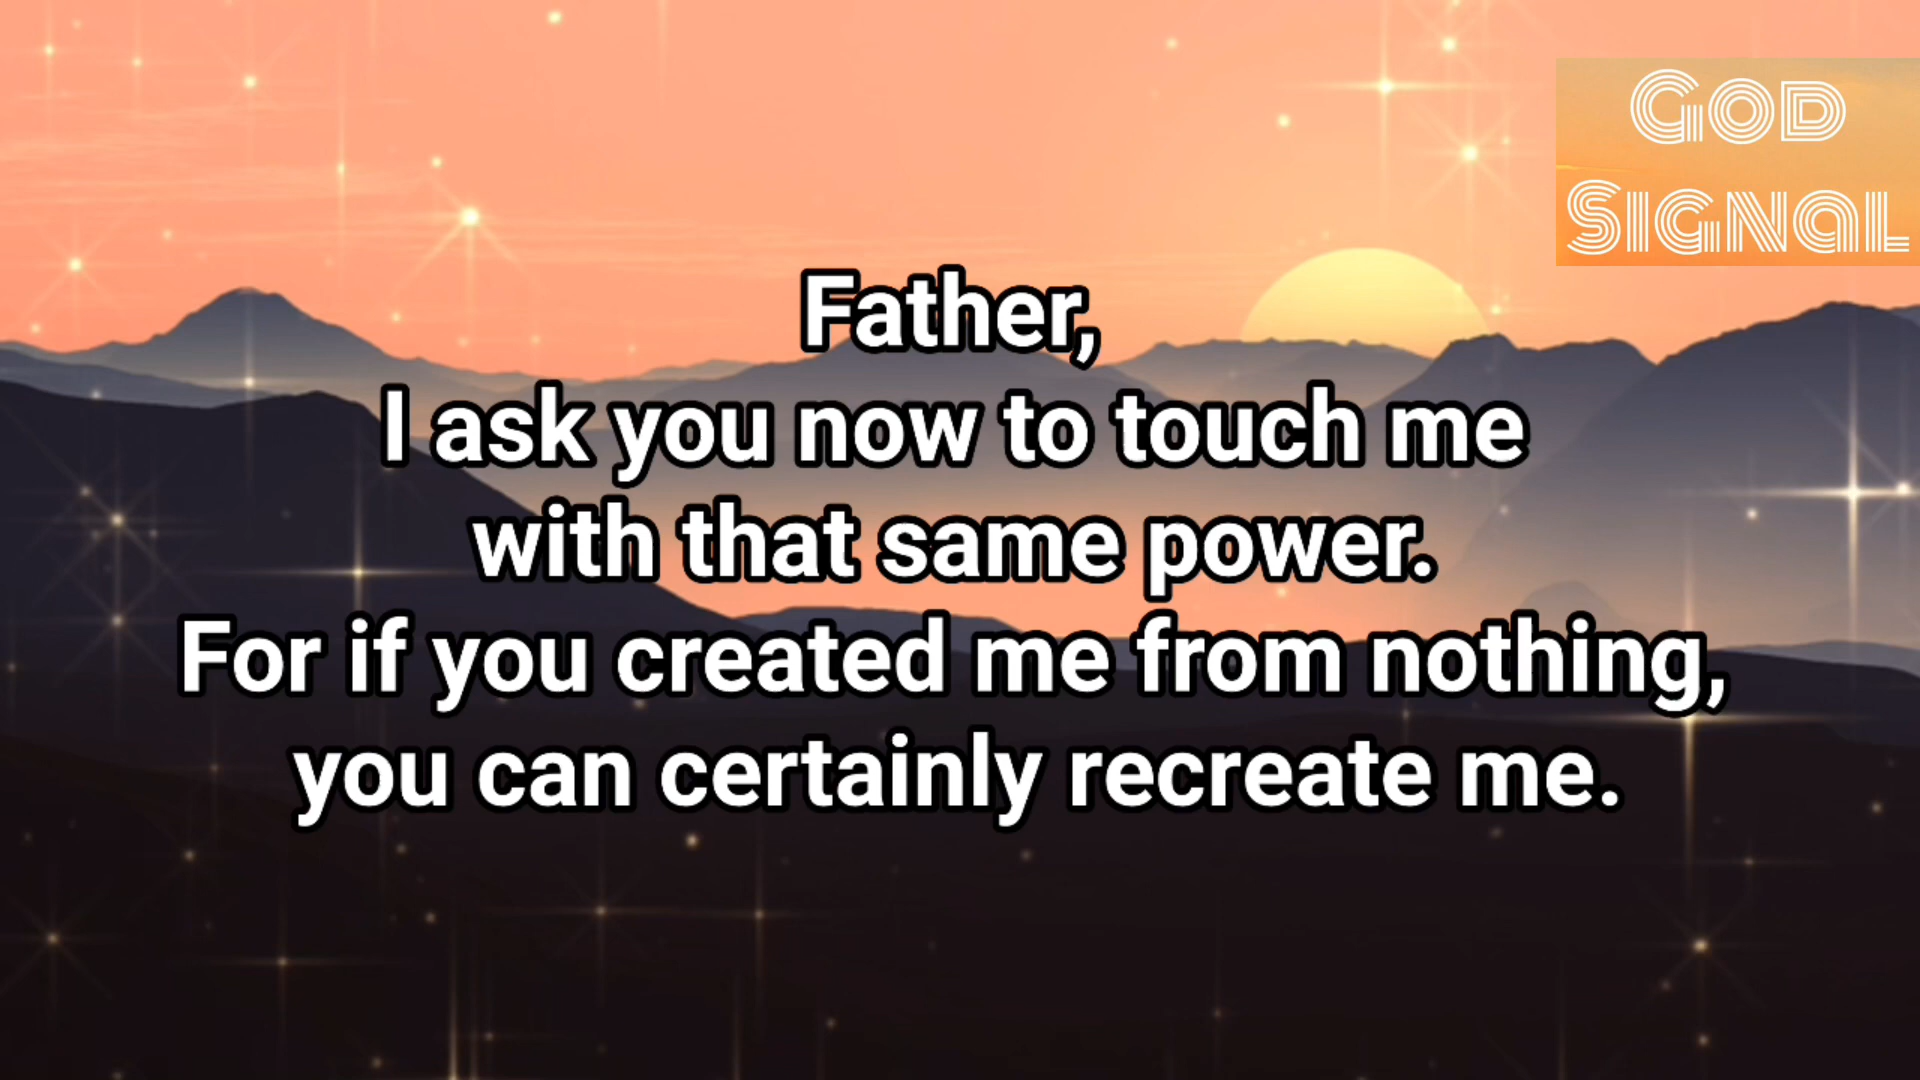 God
Signal
Father,
I ask you now to touch me
with that same power.
For if you created me from nothing,
you can certainly recreate me.